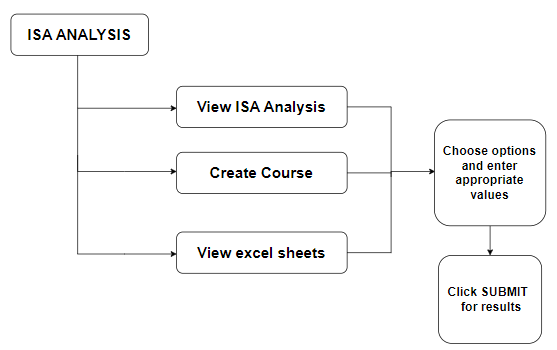 ISA ANALYSIS
View ISA Analysis
Create Course
View excel sheets
Choose options
and enter
appropriate
values
Click SUBMIT
for results